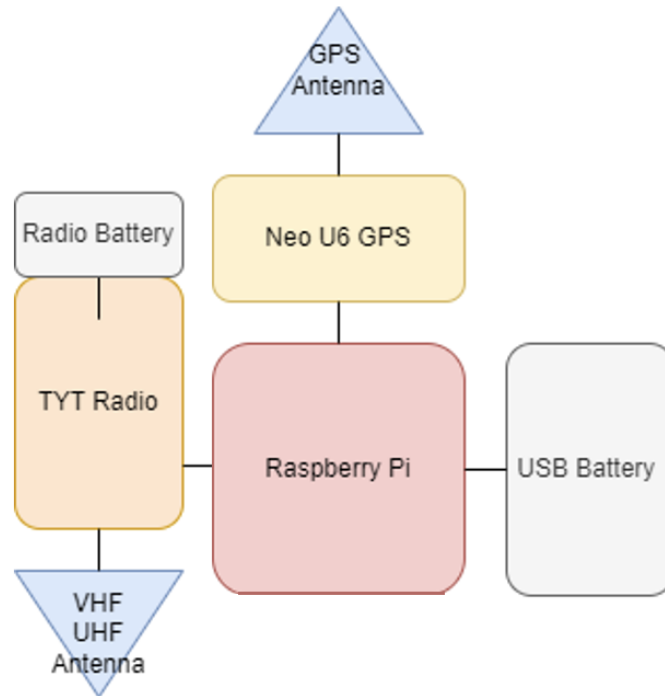 GPS
Antenna
Radio Battery
Neo U6 GPS
TYT Radio
Raspberry Pi
USB Battery
VHF
UHF
Antenna